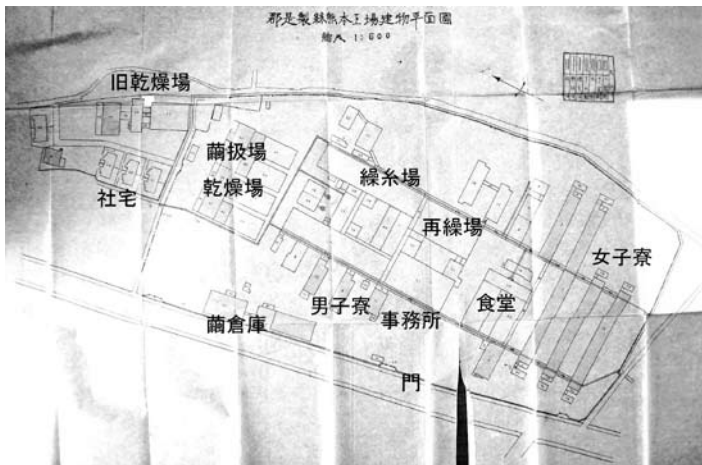 郡是製絲熊本工場建物平面圖
縮尺 1:600
旧乾燥場
繭扱場
乾燥場
社宅
繰糸場
再繰場
女子寮
男子寮
事務所
食堂
繭倉庫
門